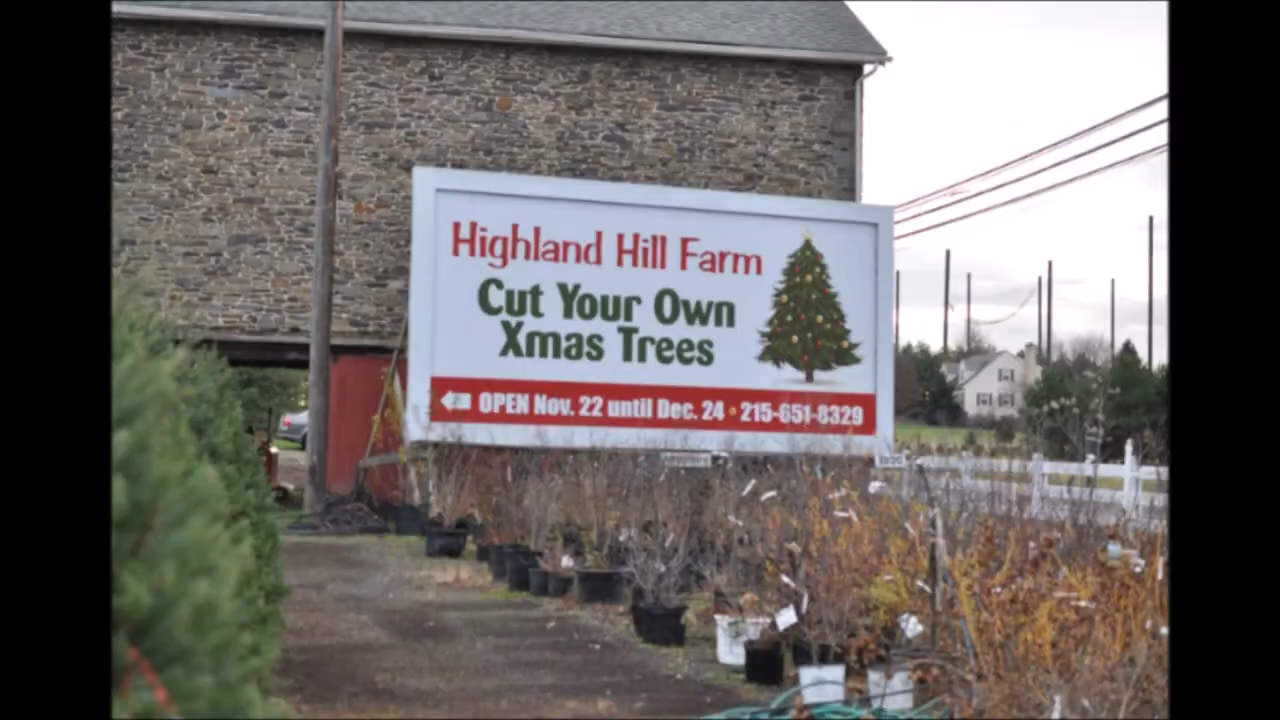 Highland Hill Farm
Cut Your Own
Xmas Trees
OPEN Nov. 22 until Dec. 24 • 215-651-8329